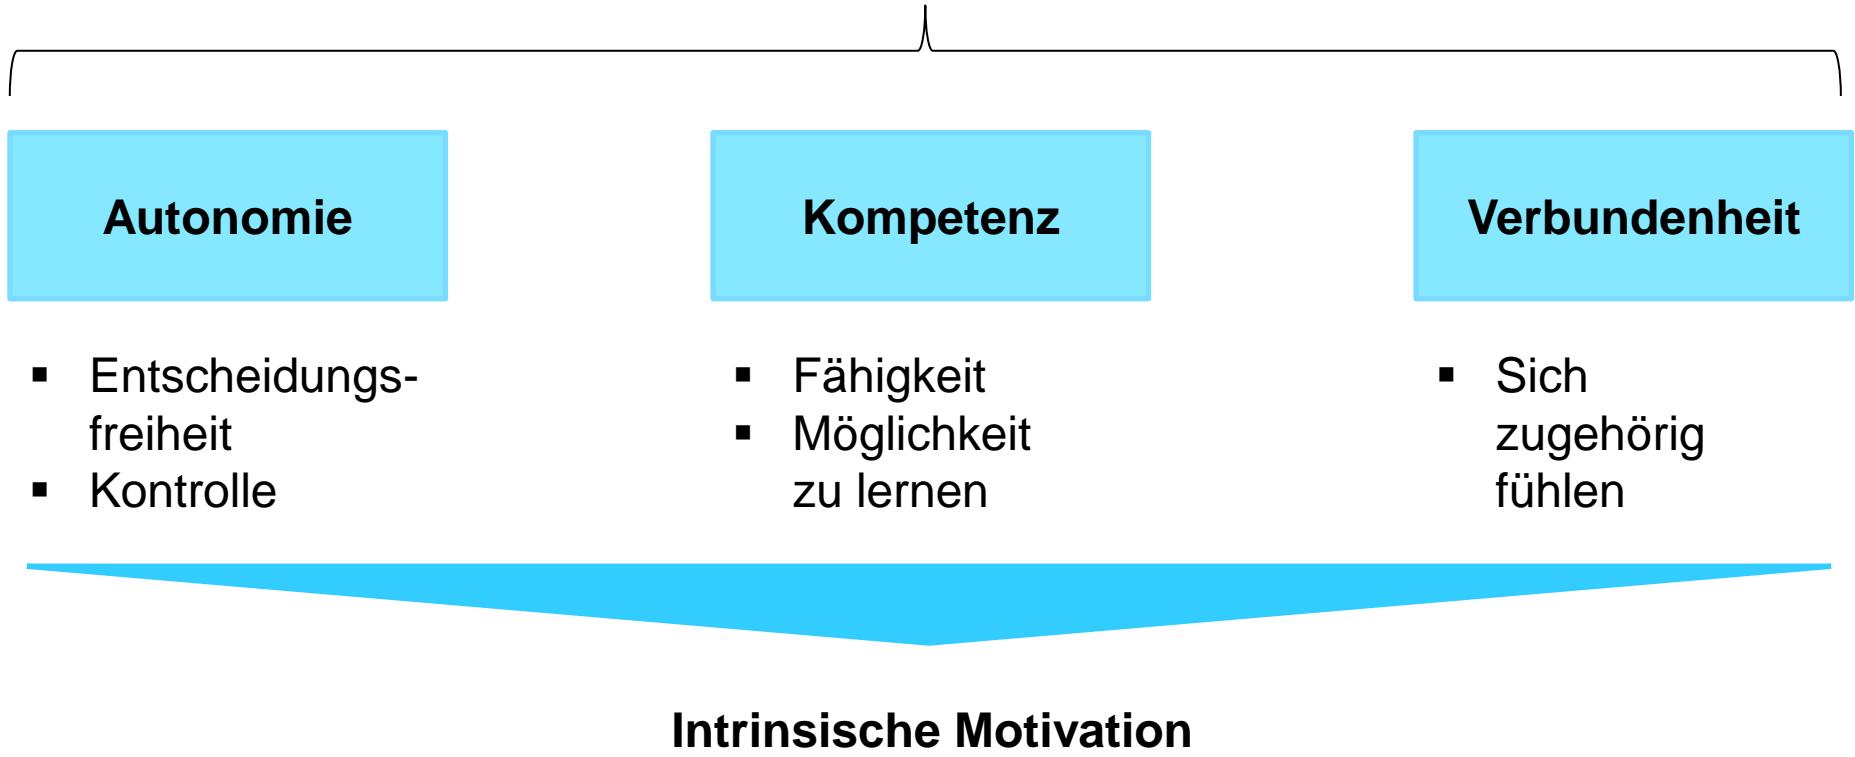 Autonomie
Kompetenz
Verbundenheit
▪ Entscheidungs-
freiheit
▪ Kontrolle
▪ Fähigkeit
▪ Möglichkeit
zu lernen
▪ Sich
zugehörig
fühlen
Intrinsische Motivation